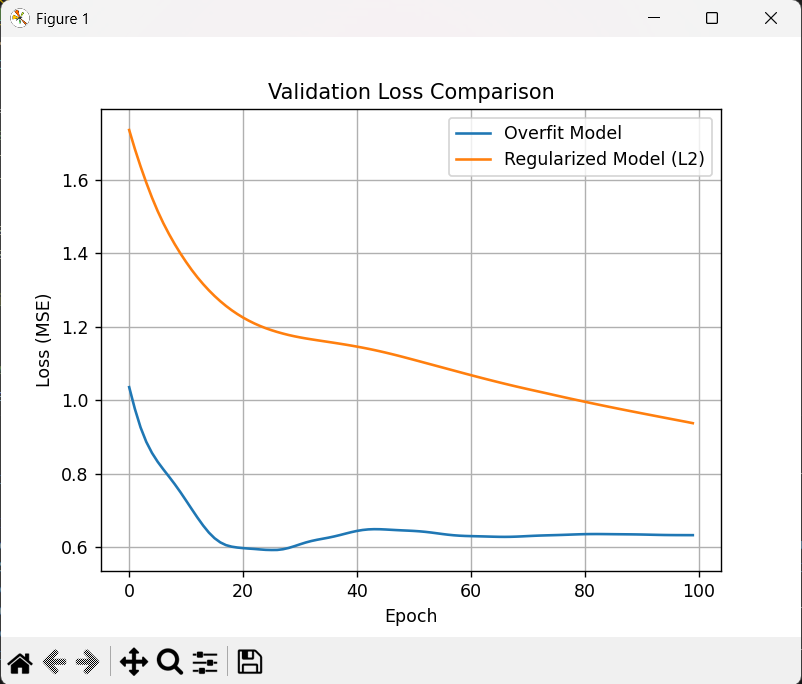 Figure 1
Validation Loss Comparison
Overfit Model
Regularized Model (L2)
1.6
1.4
1.2
1.0
0.8
0.6
Loss (MSE)
0 20 40 60 80 100
Epoch